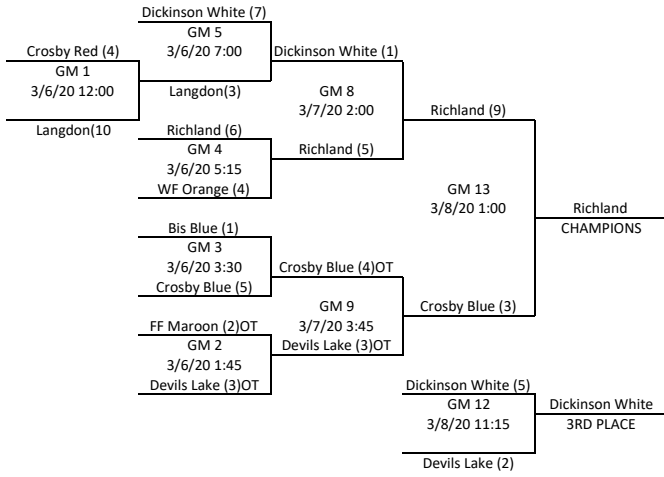 Dickinson White (7)
GM 5
3/6/20 7:00
Crosby Red (4)
Dickinson White (1)
GM 1
3/6/20 12:00
Langdon(3)
GM 8
3/7/20 2:00
Langdon(10
Richland (9)
Richland (6)
GM 4
3/6/20 5:15
Richland (5)
WF Orange (4)
GM 13
3/8/20 1:00
Richland
CHAMPIONS
Bis Blue (1)
GM 3
3/6/20 3:30
Crosby Blue (4)OT
Crosby Blue (5)
GM 9
3/7/20 3:45
Crosby Blue (3)
FF Maroon (2)OT
GM 2
3/6/20 1:45
Devils Lake (3)OT
Devils Lake (3)OT
Dickinson White (5)
GM 12
3/8/20 11:15
Dickinson White
3RD PLACE
Devils Lake (2)